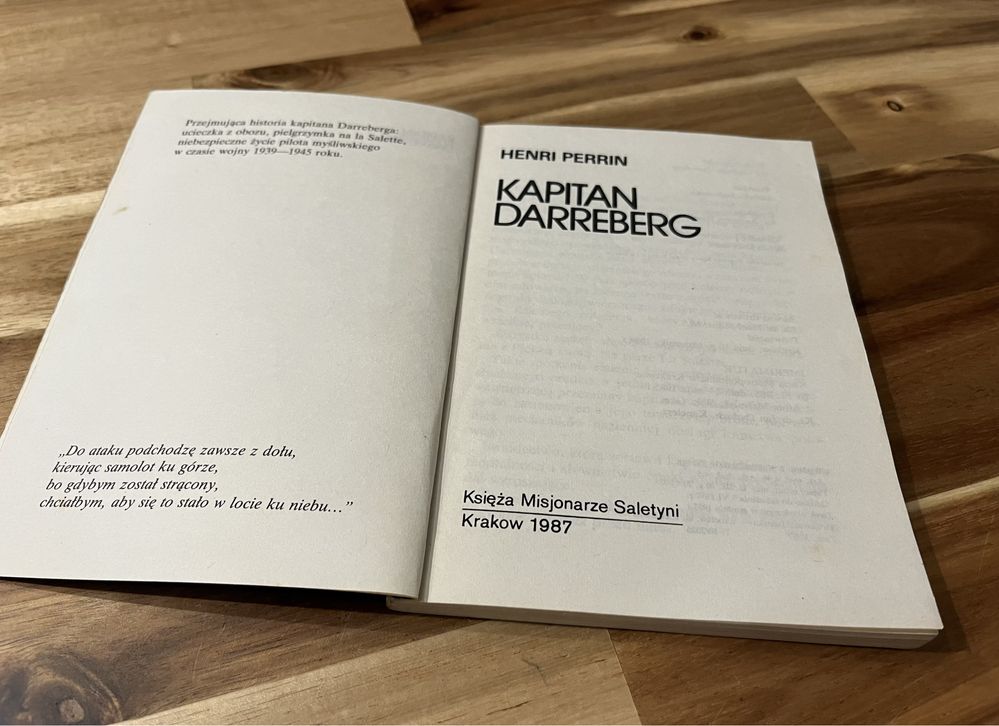 Przejmująca historia kapitana Darreberga:
ucieczka z obozu, pielgrzymka na la Salette,
niebezpieczne życie pilota myśliwskiego
w czasie wojny 1939—1945 roku.
„Do ataku podchodzę zawsze z dołu,
kierując samolot ku górze,
bo gdybym został strącony,
chciałbym, aby się to stało w locie ku niebu...”
HENRI PERRIN
KAPITAN
DARREBERG
Księża Misjonarze Saletyni
Krakow 1987